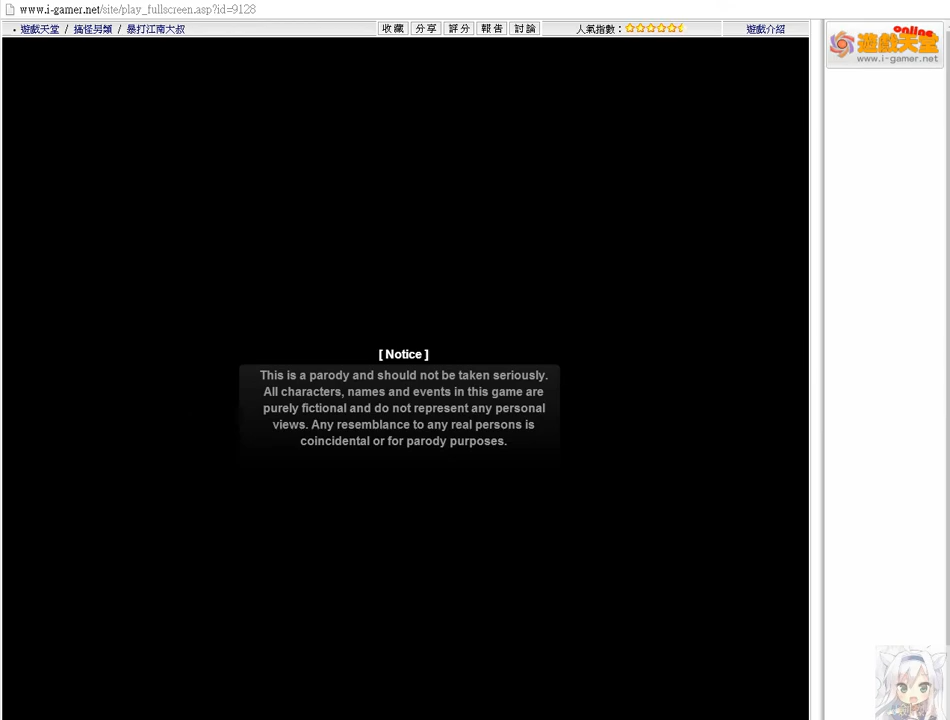 www.i-gamer.net/site/play_fullscreen.asp?id=9128
・遊戲天堂 / 搞怪另類 / 暴打江南大叔
收藏 分享 評分 報告 討論
人氣指數：
遊戲介紹
遊戲天堂 online
www.i-gamer.net
[ Notice ]
This is a parody and should not be taken seriously.
All characters, names and events in this game are
purely fictional and do not represent any personal
views. Any resemblance to any real persons is
coincidental or for parody purposes.